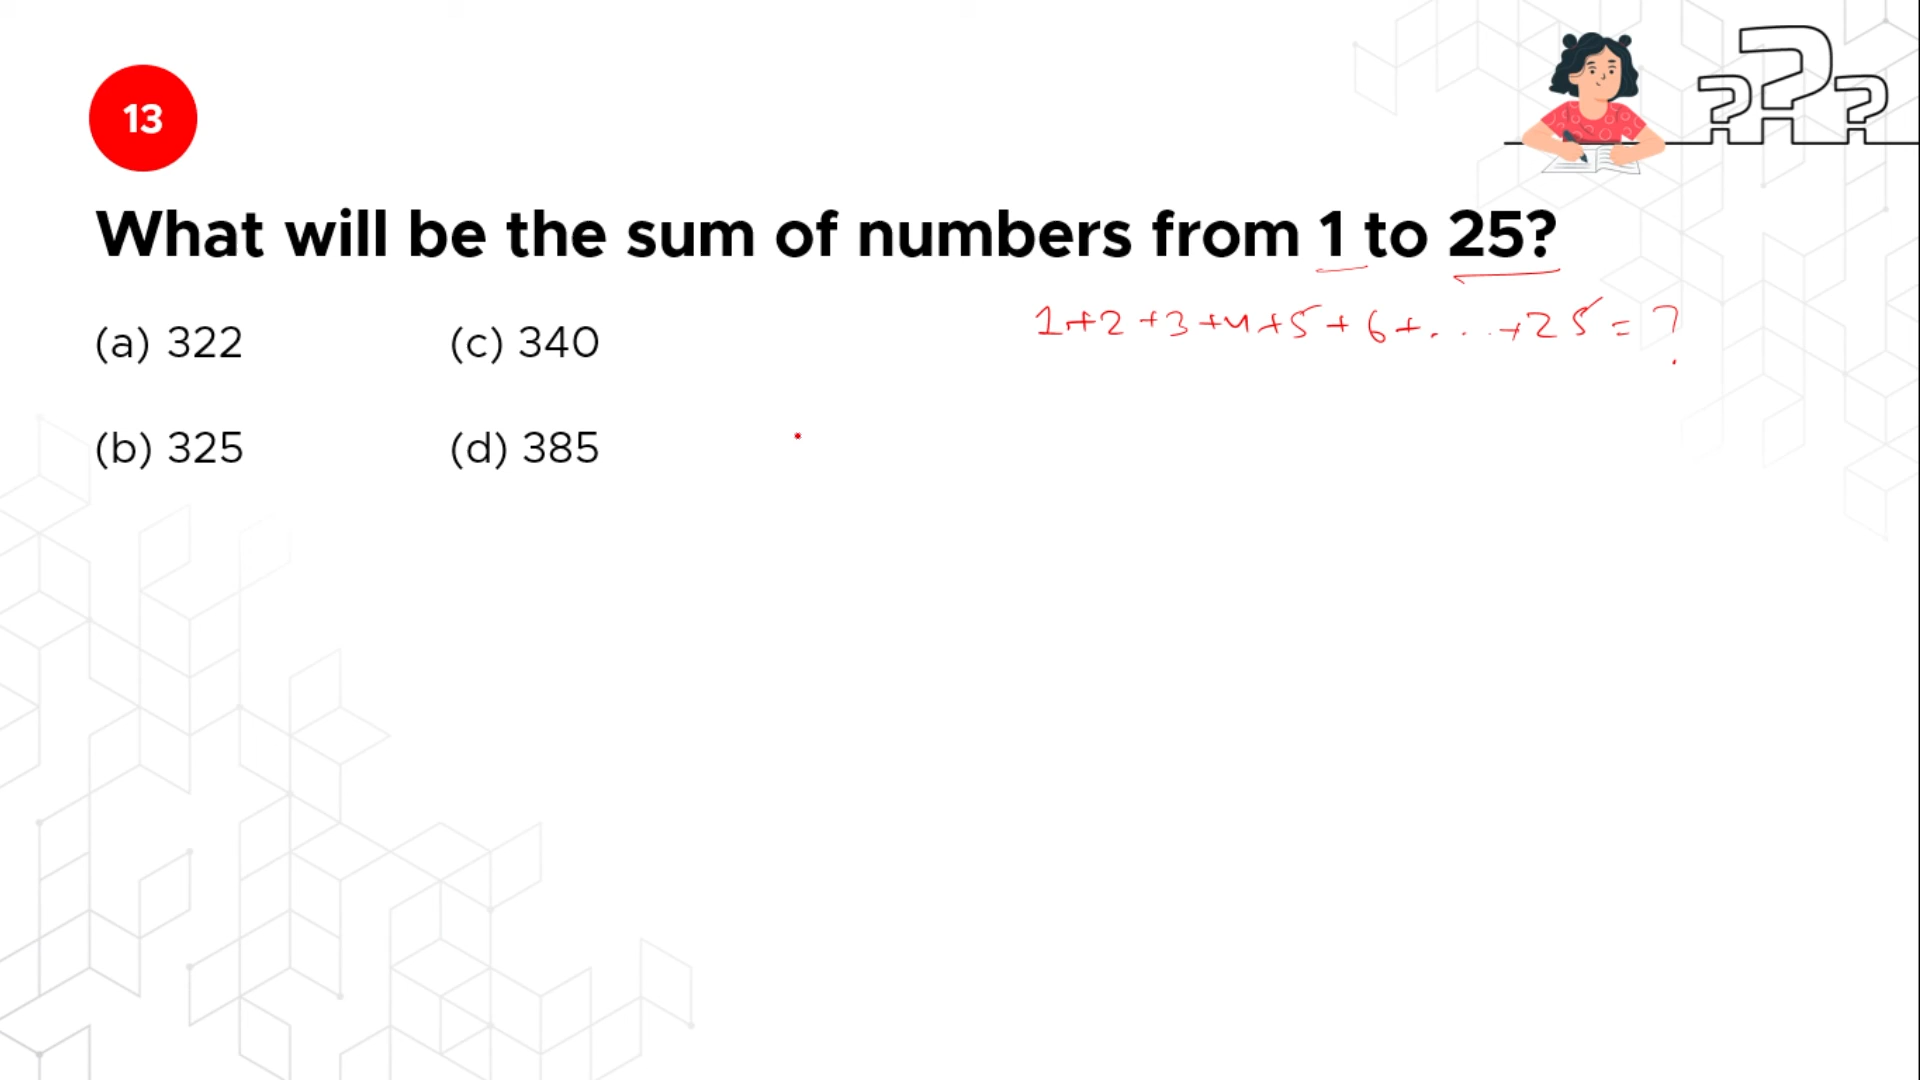 13
What will be the sum of numbers from 1 to 25?
1+2+3+4+5+6+...+25=?
(a) 322 (c) 340
(b) 325 (d) 385